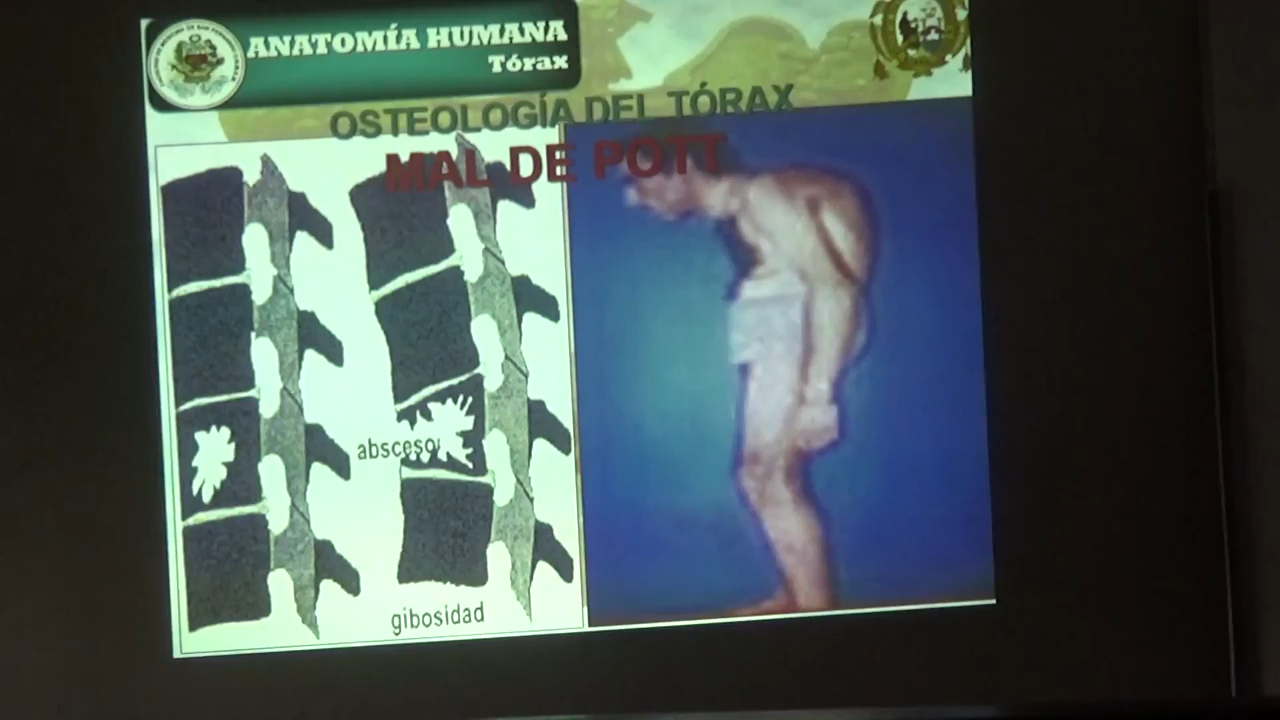 ANATOMÍA HUMANA
Tórax
OSTEOLOGÍA DEL TÓRAX
MAL DE POTT
absceso
gibosidad